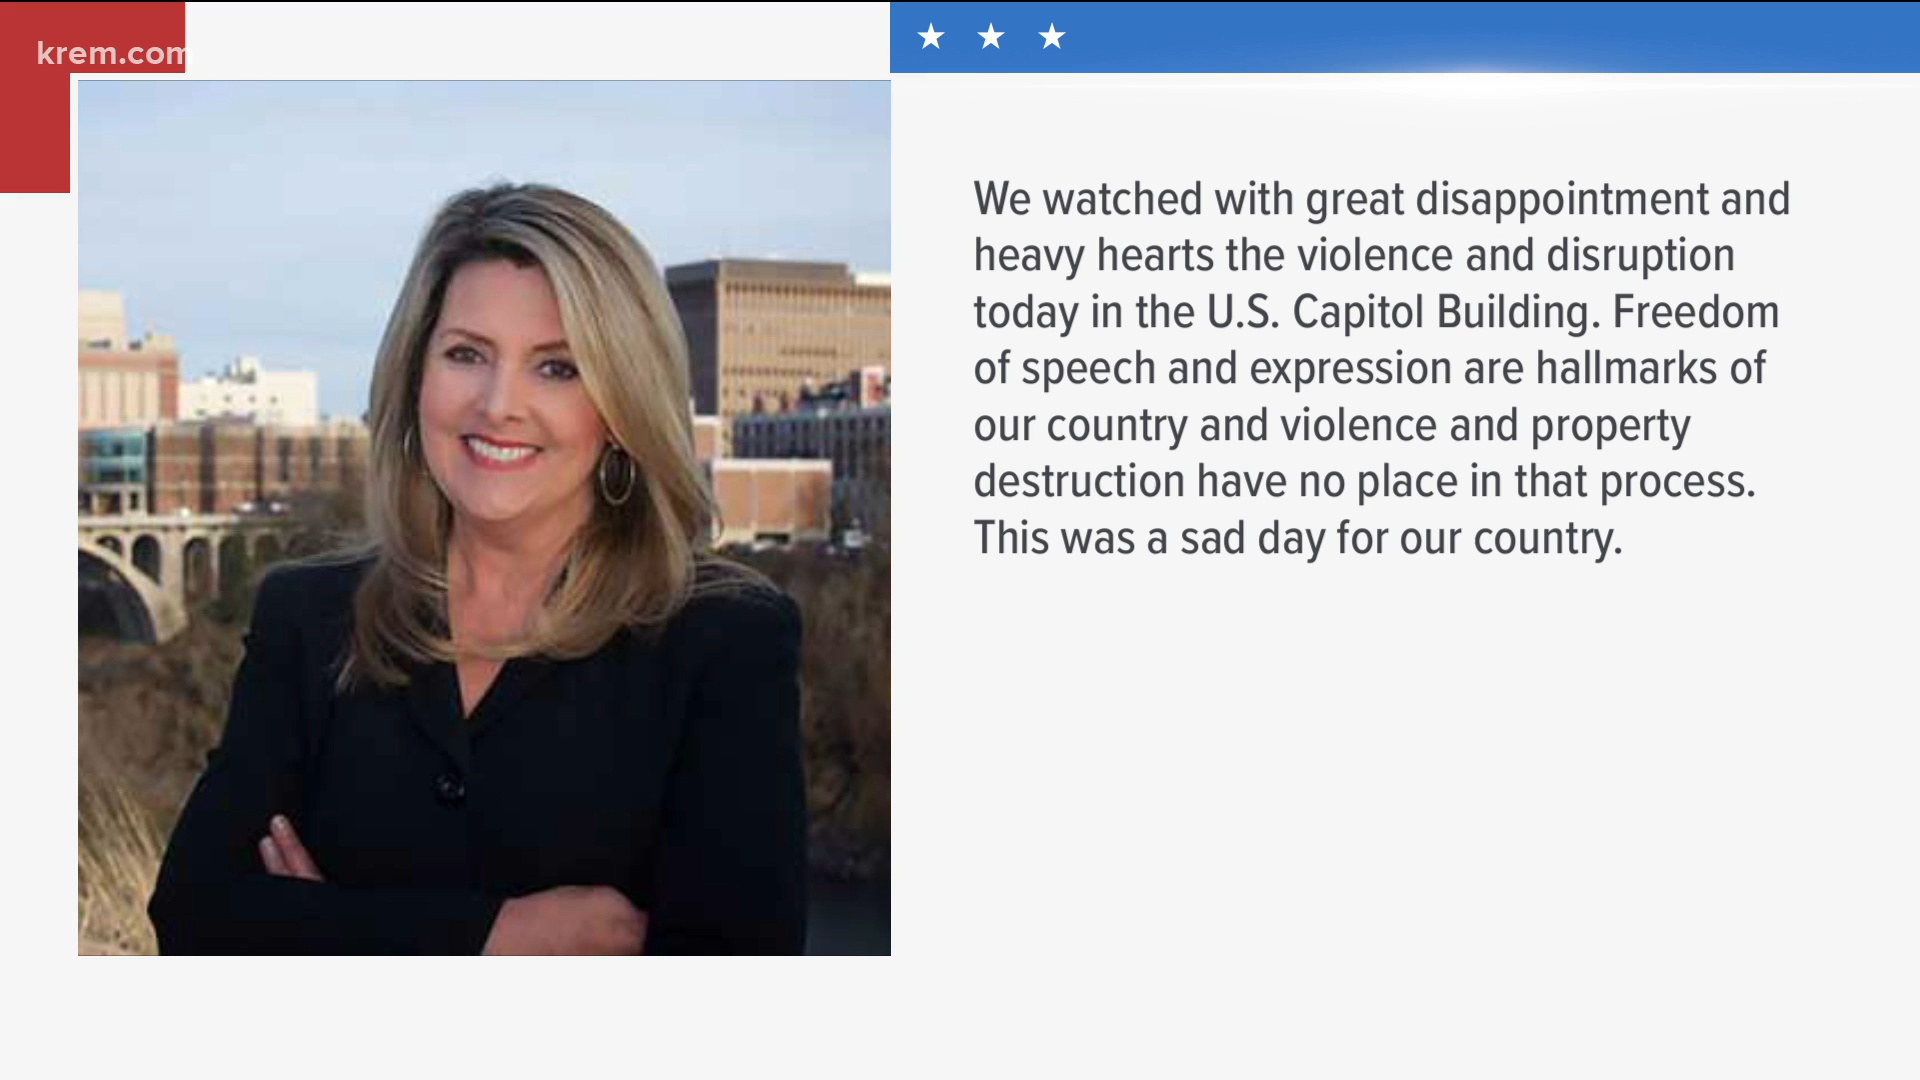 krem.com
We watched with great disappointment and
heavy hearts the violence and disruption
today in the U.S. Capitol Building. Freedom
of speech and expression are hallmarks of
our country and violence and property
destruction have no place in that process.
This was a sad day for our country.